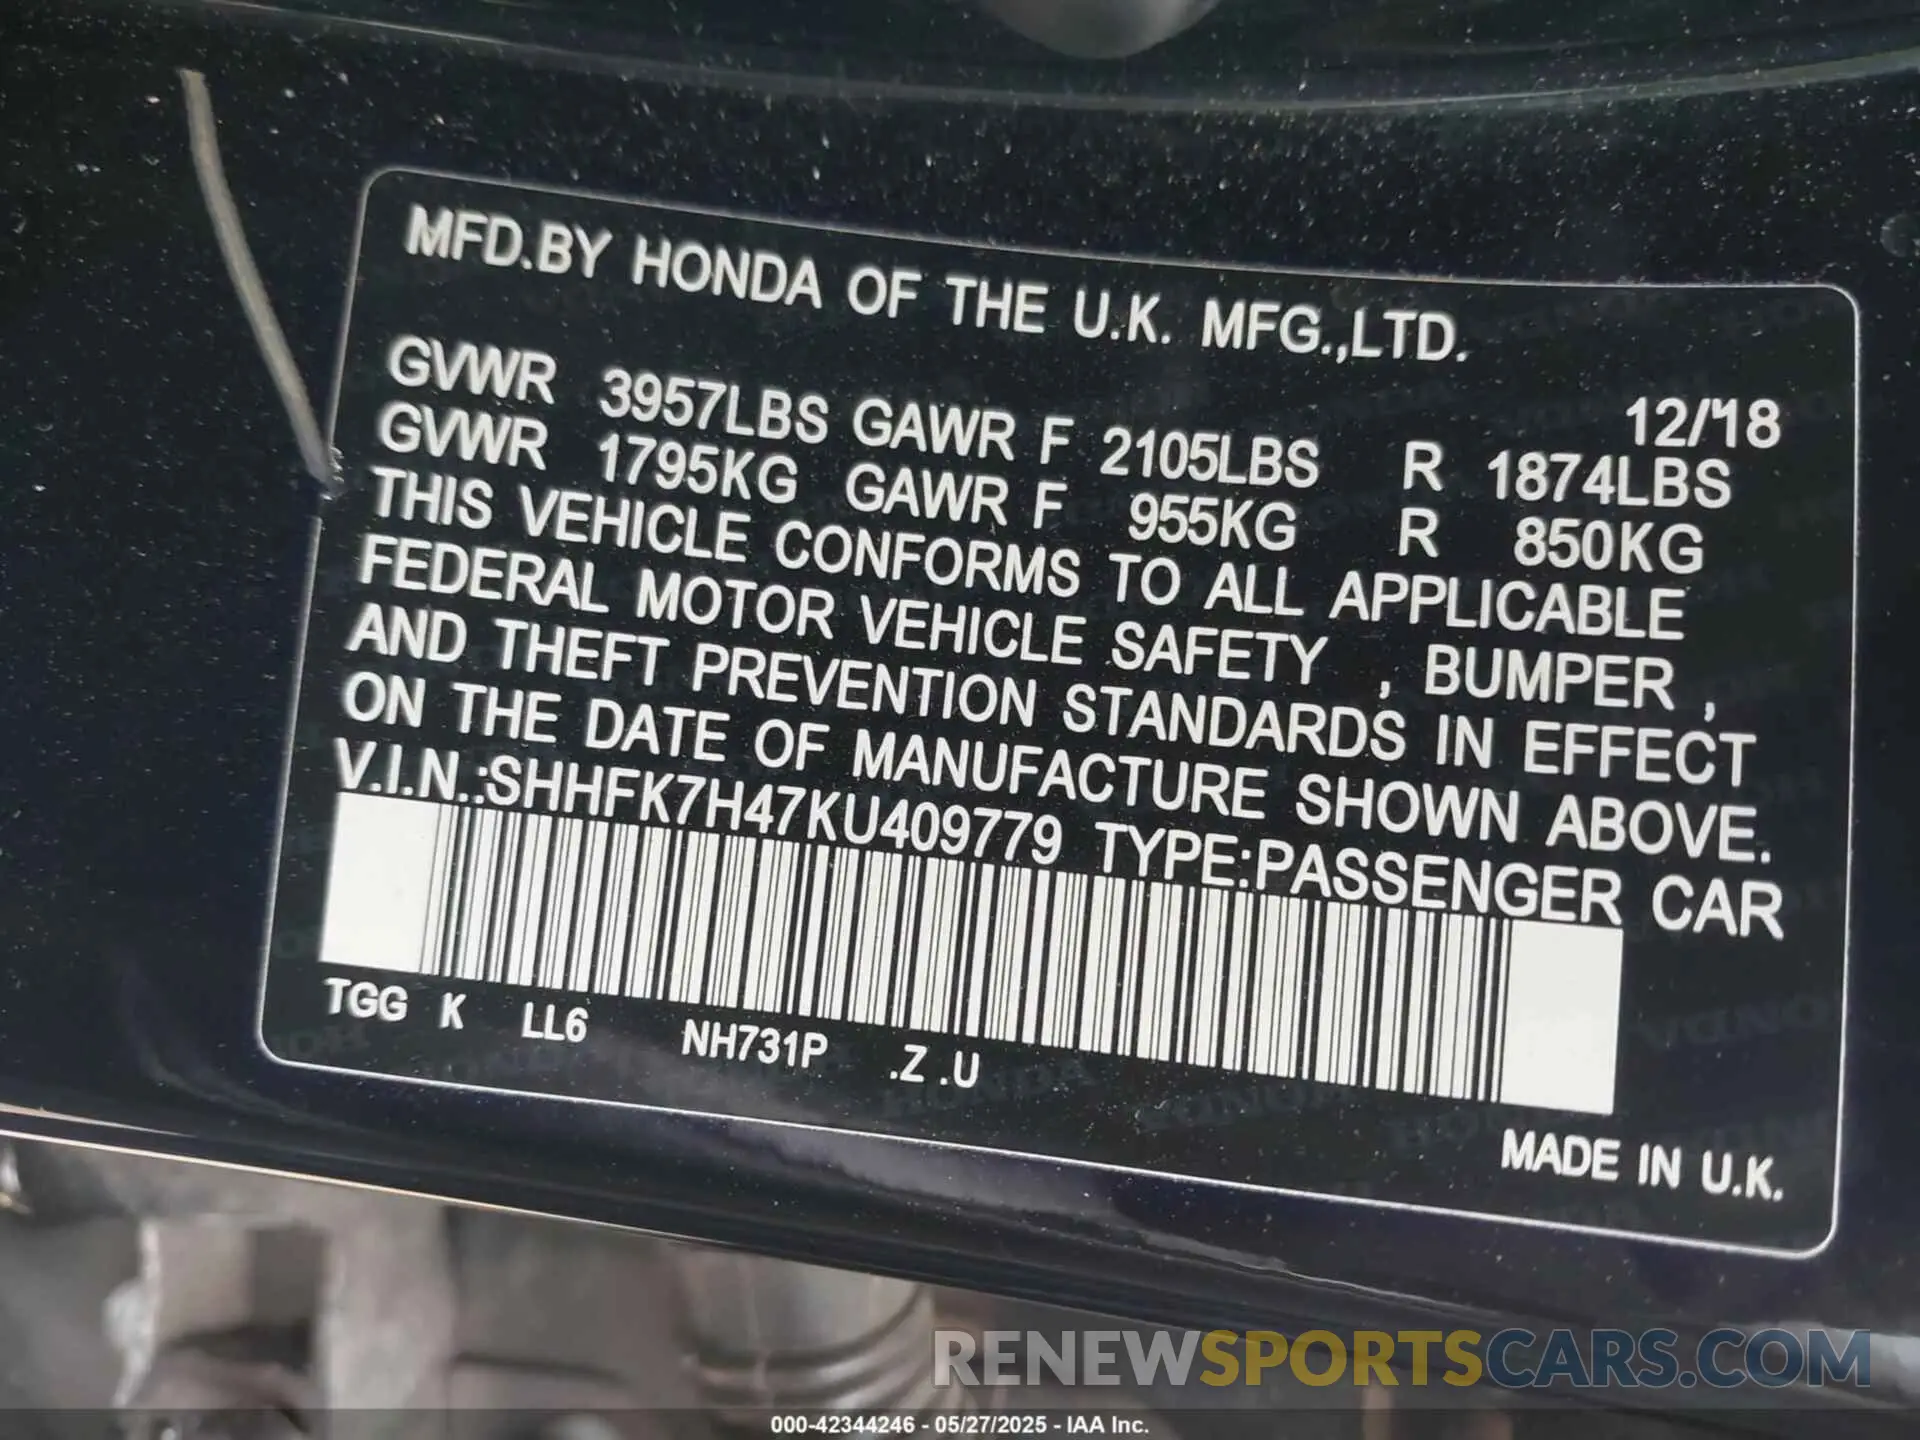 MFD.BY HONDA OF THE U.K. MFG.,LTD.
12/'18
GVWR 3957LBS GAWR F 2105LBS R 1874LBS
GVWR 1795KG GAWR F 955KG R 850KG
THIS VEHICLE CONFORMS TO ALL APPLICABLE
FEDERAL MOTOR VEHICLE SAFETY , BUMPER ,
AND THEFT PREVENTION STANDARDS IN EFFECT
ON THE DATE OF MANUFACTURE SHOWN ABOVE.
V.I.N.:SHHFK7H47KU409779 TYPE:PASSENGER CAR
TGG K LL6 NH731P .Z .U
MADE IN U.K.
RENEWSPORTSCARS.COM
000-42344246 - 05/27/2025 - IAA Inc.